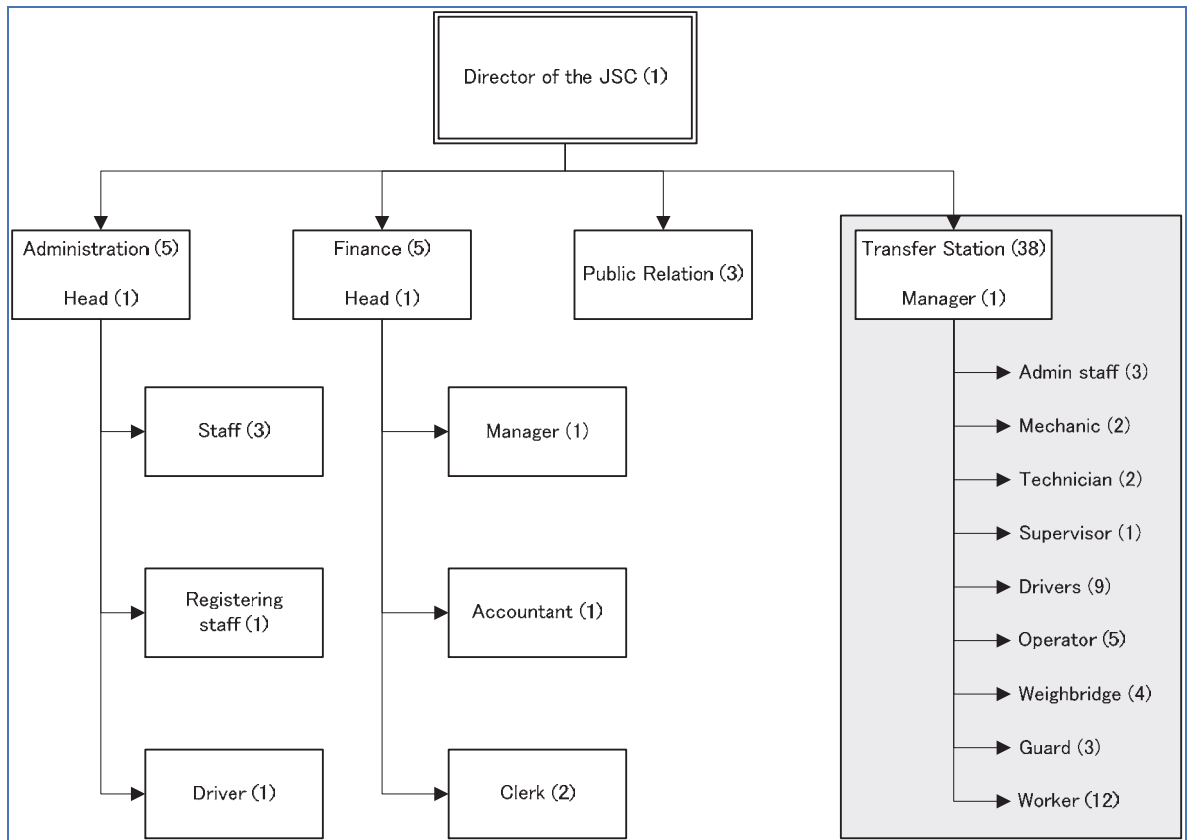 Director of the JSC (1)
Administration (5)
Head (1)
Finance (5)
Head (1)
Public Relation (3)
Transfer Station (38)
Manager (1)
Staff (3)
Registering
staff (1)
Driver (1)
Manager (1)
Accountant (1)
Clerk (2)
Admin staff (3)
Mechanic (2)
Technician (2)
Supervisor (1)
Drivers (9)
Operator (5)
Weighbridge (4)
Guard (3)
Worker (12)